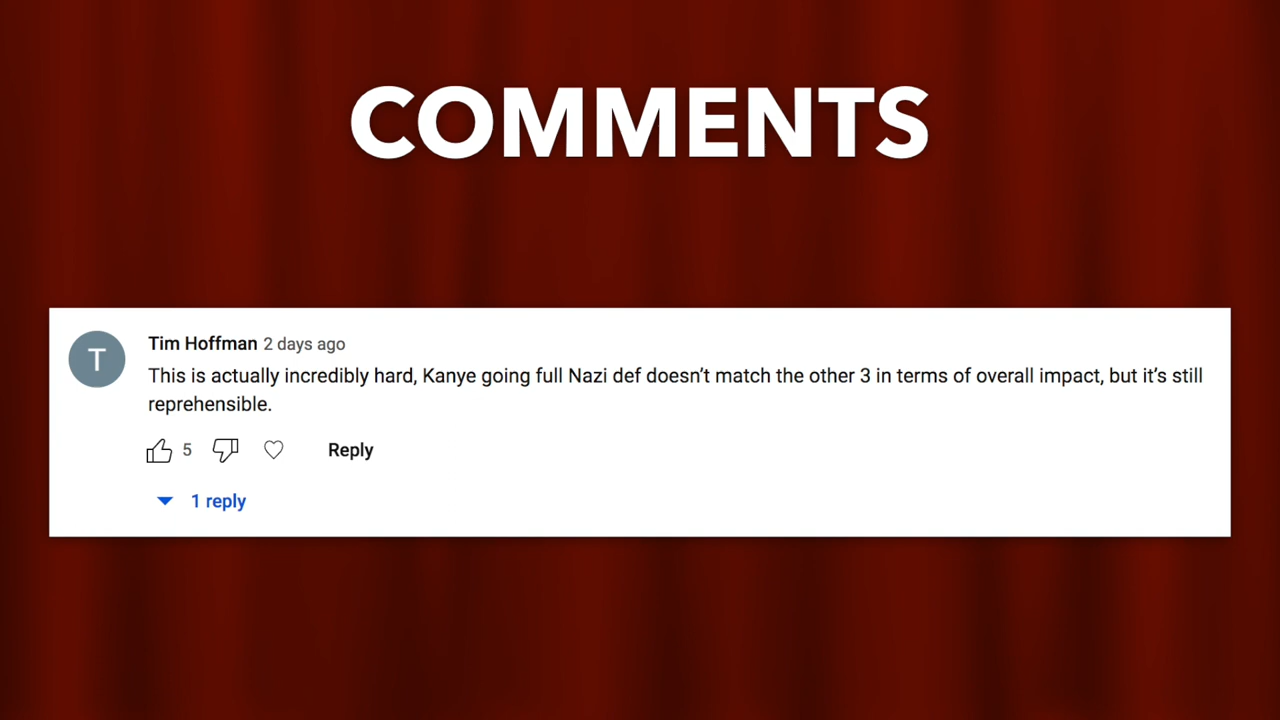 COMMENTS
Tim Hoffman 2 days ago
This is actually incredibly hard, Kanye going full Nazi def doesn’t match the other 3 in terms of overall impact, but it’s still
reprehensible.
5 Reply
1 reply
T